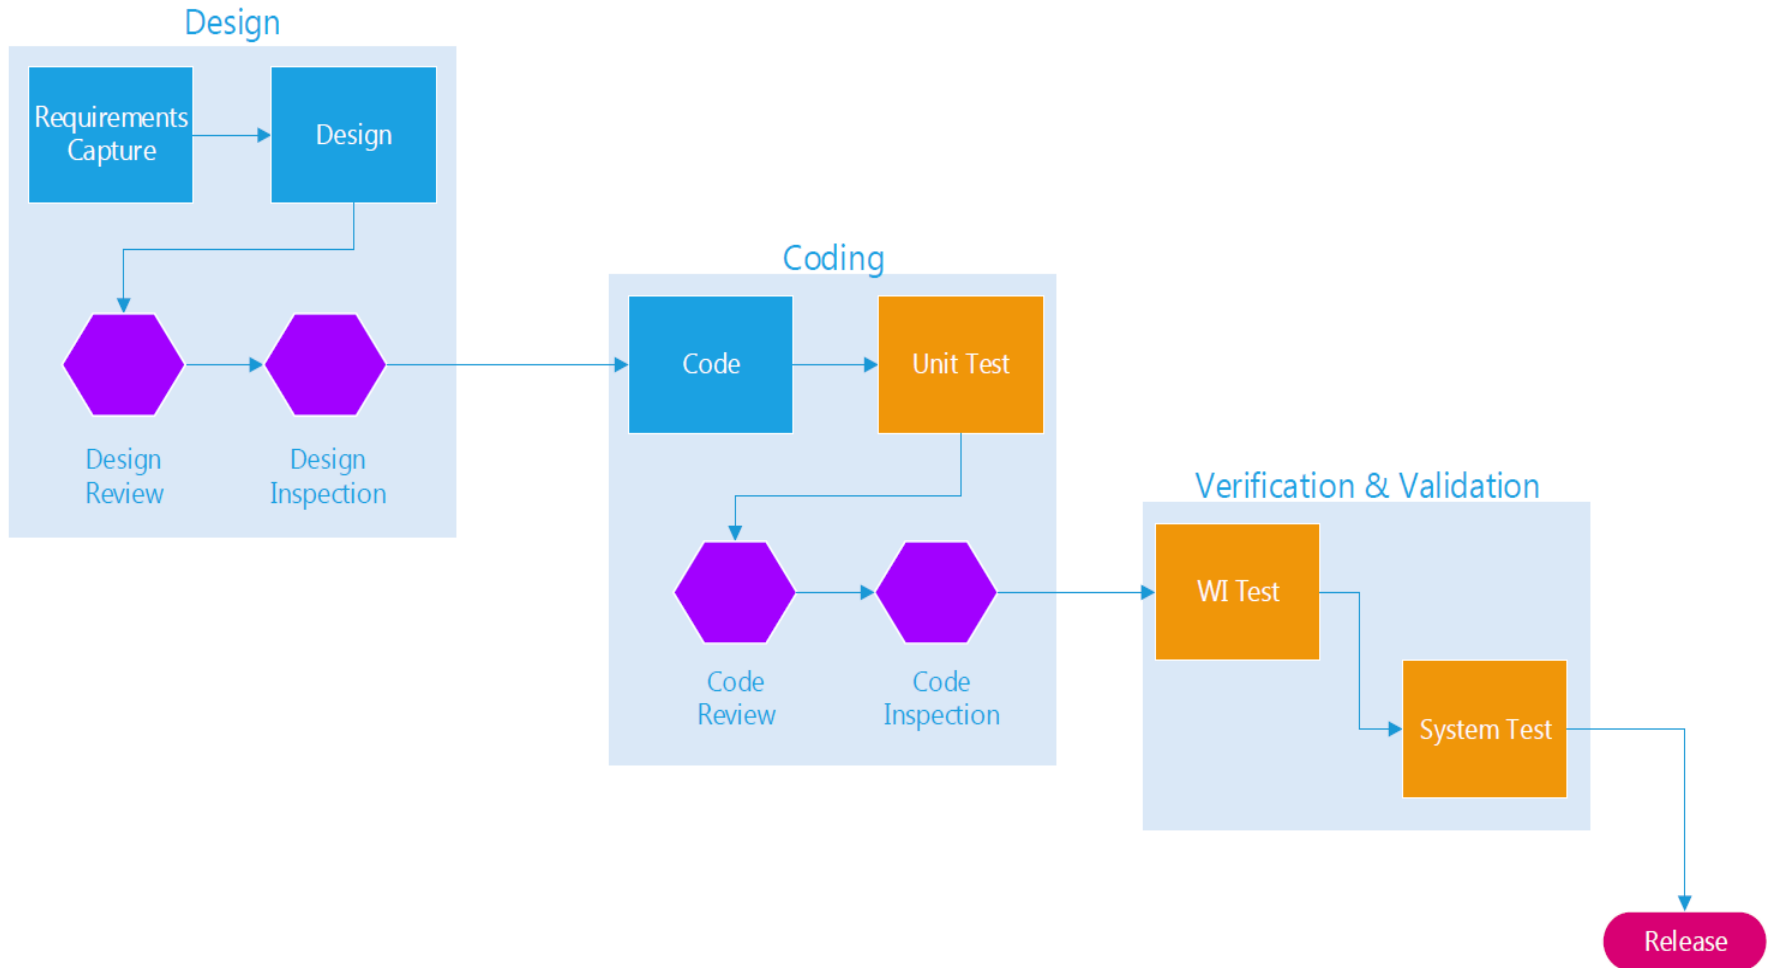 Design
Requirements
Capture
Design
Design
Review
Design
Inspection
Coding
Code
Unit Test
Code
Review
Code
Inspection
Verification & Validation
WI Test
System Test
Release